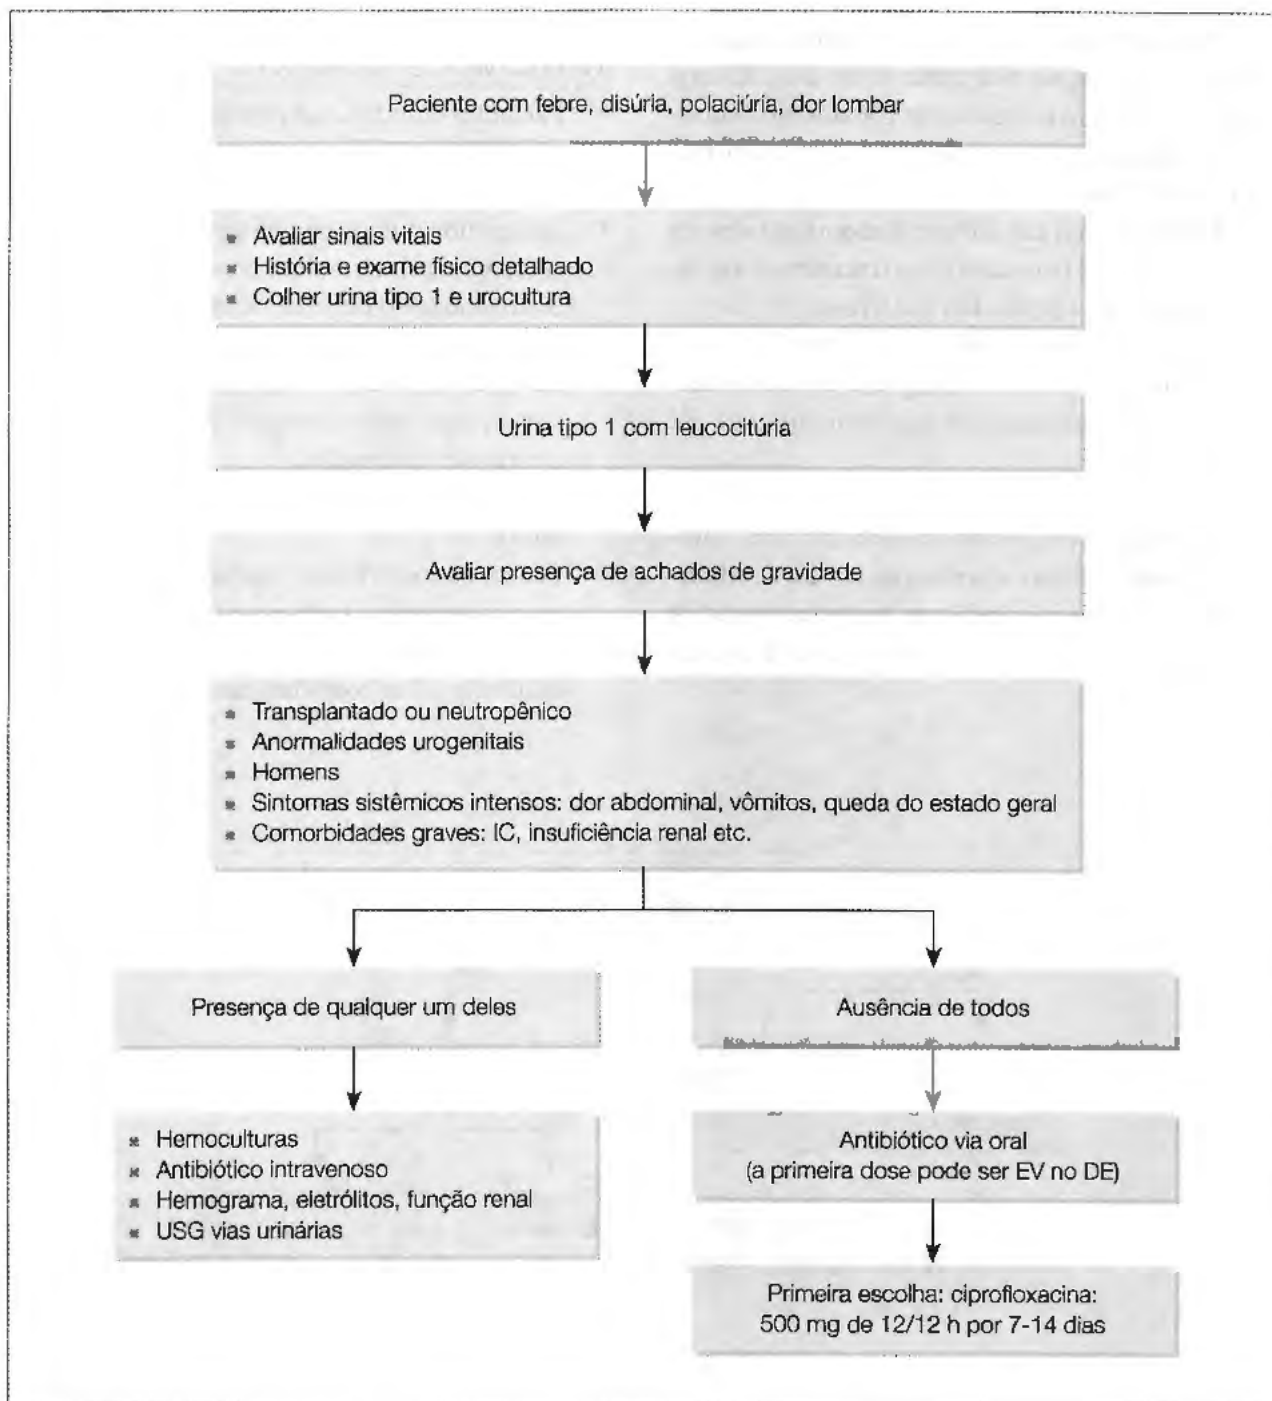 Paciente com febre, disúria, polaciúria, dor lombar
Avaliar sinais vitais
História e exame físico detalhado
Colher urina tipo 1 e urocultura
Urina tipo 1 com leucocitúria
Avaliar presença de achados de gravidade
Transplantado ou neutropênico
Anormalidades urogenitais
Homens
Sintomas sistêmicos intensos: dor abdominal, vômitos, queda do estado geral
Comorbidades graves: IC, insuficiência renal etc.
Presença de qualquer um deles
Hemoculturas
Antibiótico intravenoso
Hemograma, eletrólitos, função renal
USG vias urinárias
Ausência de todos
Antibiótico via oral
(a primeira dose pode ser EV no DE)
Primeira escolha: ciprofloxacina:
500 mg de 12/12 h por 7-14 dias